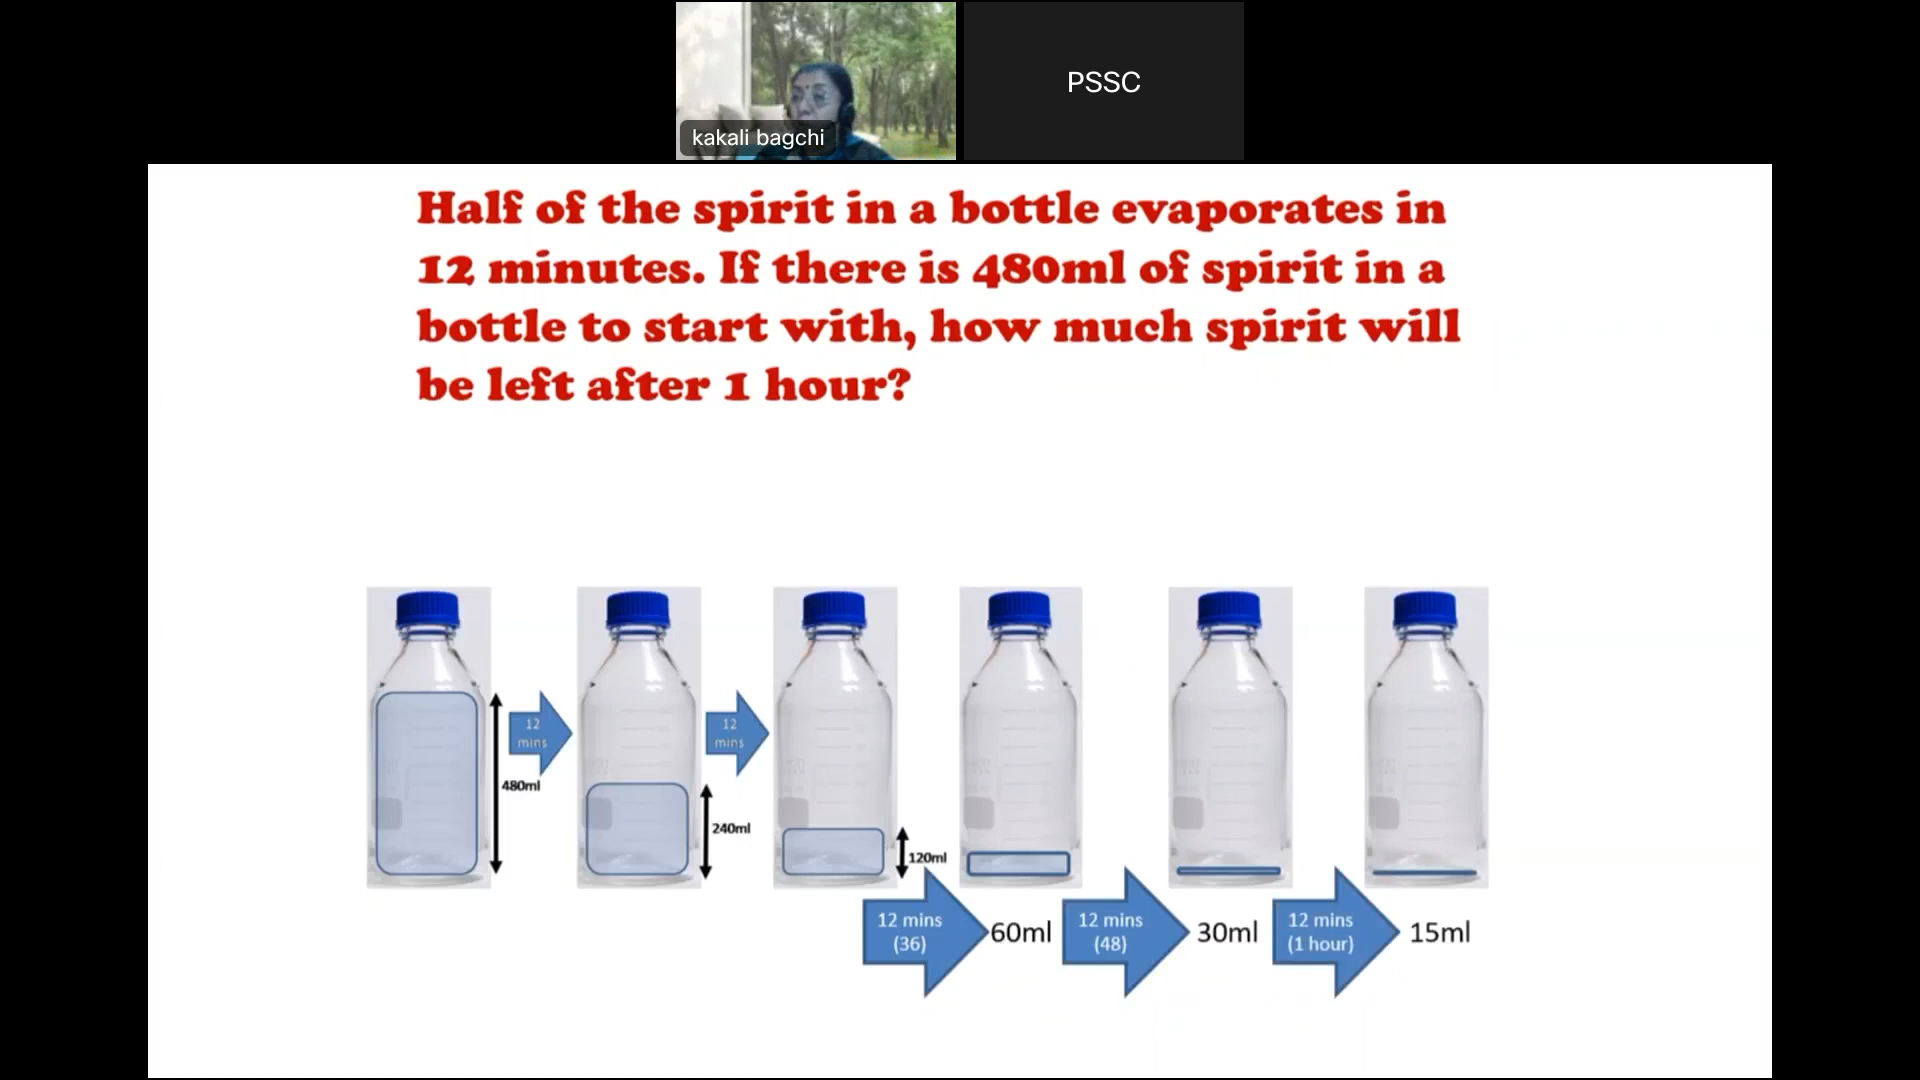 kakali bagchi
PSSC
Half of the spirit in a bottle evaporates in
12 minutes. If there is 480ml of spirit in a
bottle to start with, how much spirit will
be left after 1 hour?
12
mins
480ml
12
mins
240ml
120ml
12 mins
(36)
60ml
12 mins
(48)
30ml
12 mins
(1 hour)
15ml